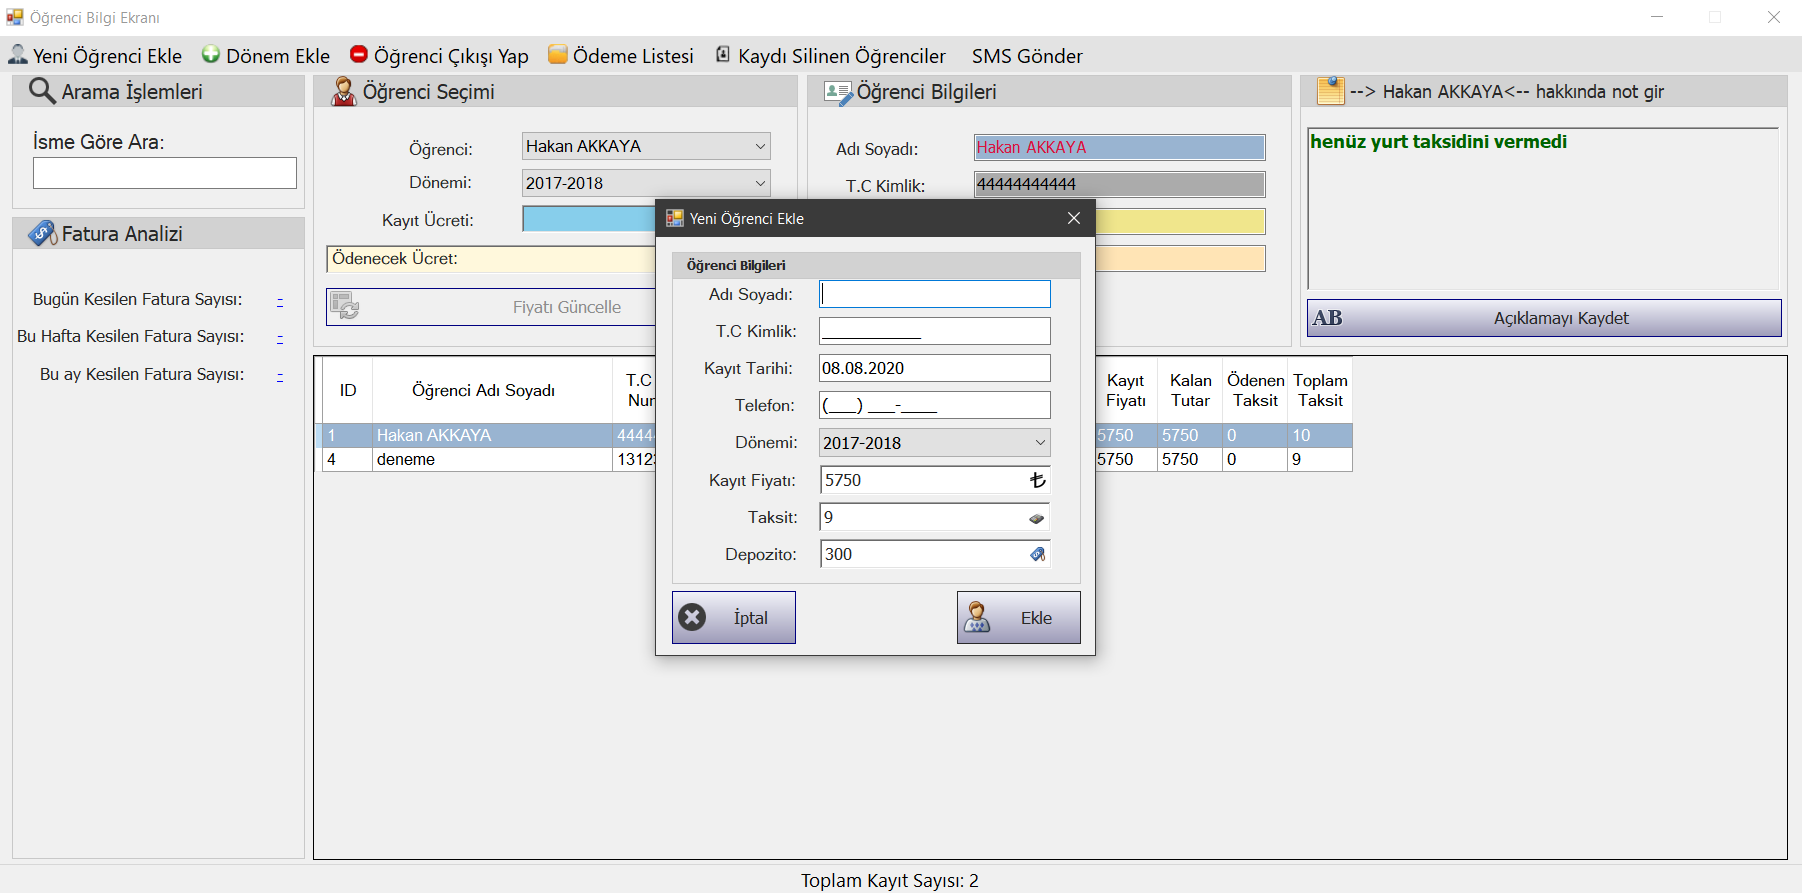 Öğrenci Bilgi Ekranı
Yeni Öğrenci Ekle Dönem Ekle Öğrenci Çıkışı Yap Ödeme Listesi Kaydı Silinen Öğrenciler SMS Gönder
Arama İşlemleri
İsme Göre Ara:
Fatura Analizi
Bugün Kesilen Fatura Sayısı: -
Bu Hafta Kesilen Fatura Sayısı: -
Bu ay Kesilen Fatura Sayısı: -
Öğrenci Seçimi
Öğrenci: Hakan AKKAYA
Dönemi: 2017-2018
Kayıt Ücreti:
Ödenecek Ücret:
Fiyatı Güncelle
Öğrenci Bilgileri
Adı Soyadı: Hakan AKKAYA
T.C Kimlik: 44444444444
--> Hakan AKKAYA<-- hakkında not gir
henüz yurt taksidini vermedi
AB Açıklamayı Kaydet
Yeni Öğrenci Ekle
Öğrenci Bilgileri
Adı Soyadı:
T.C Kimlik: ___________
Kayıt Tarihi: 08.08.2020
Telefon: (___) ___-____
Dönemi: 2017-2018
Kayıt Fiyatı: 5750 ₺
Taksit: 9
Depozito: 300
İptal Ekle
ID Öğrenci Adı Soyadı T.C Kayıt Fiyatı Kalan Tutar Ödenen Taksit Toplam Taksit
1 Hakan AKKAYA 4444 5750 5750 0 10
4 deneme 1312 5750 5750 0 9
Toplam Kayıt Sayısı: 2